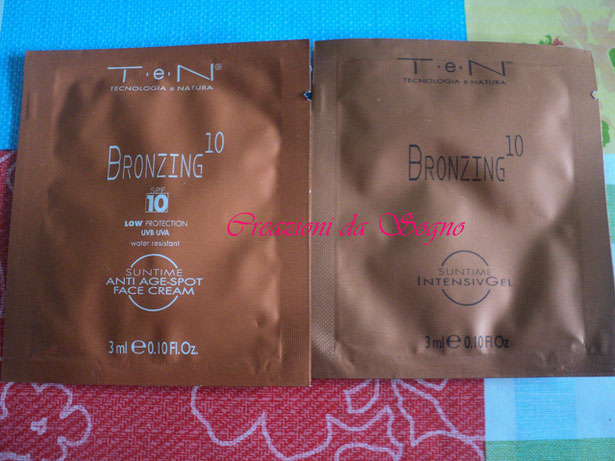 T·e·N®
TECNOLOGIA e NATURA
BRONZING 10
SPF
10
LOW PROTECTION
UVB UVA
water resistant
SUNTIME
ANTI AGE-SPOT
FACE CREAM
3 ml e 0.10 Fl. Oz.
T·e·N™
TECNOLOGIA e NATURA
BRONZING 10
SUNTIME
INTENSIVGEL
3 ml e 0.10 Fl. Oz
Creazioni da Sogno